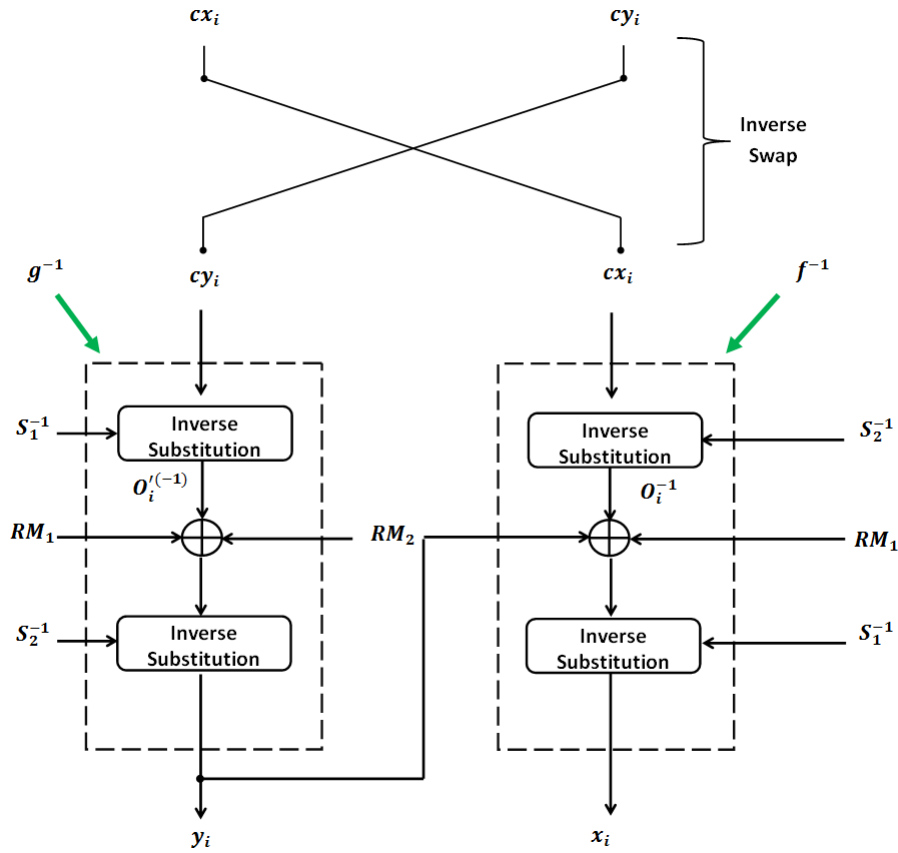 cx_i cy_i
Inverse
Swap
g^{-1} cy_i cx_i f^{-1}
S_1^{-1} Inverse
Substitution
Inverse
Substitution S_2^{-1}
O_i^{′(-1)} O_i^{-1}
RM_1 RM_2 RM_1
S_2^{-1} Inverse
Substitution
Inverse
Substitution S_1^{-1}
y_i x_i